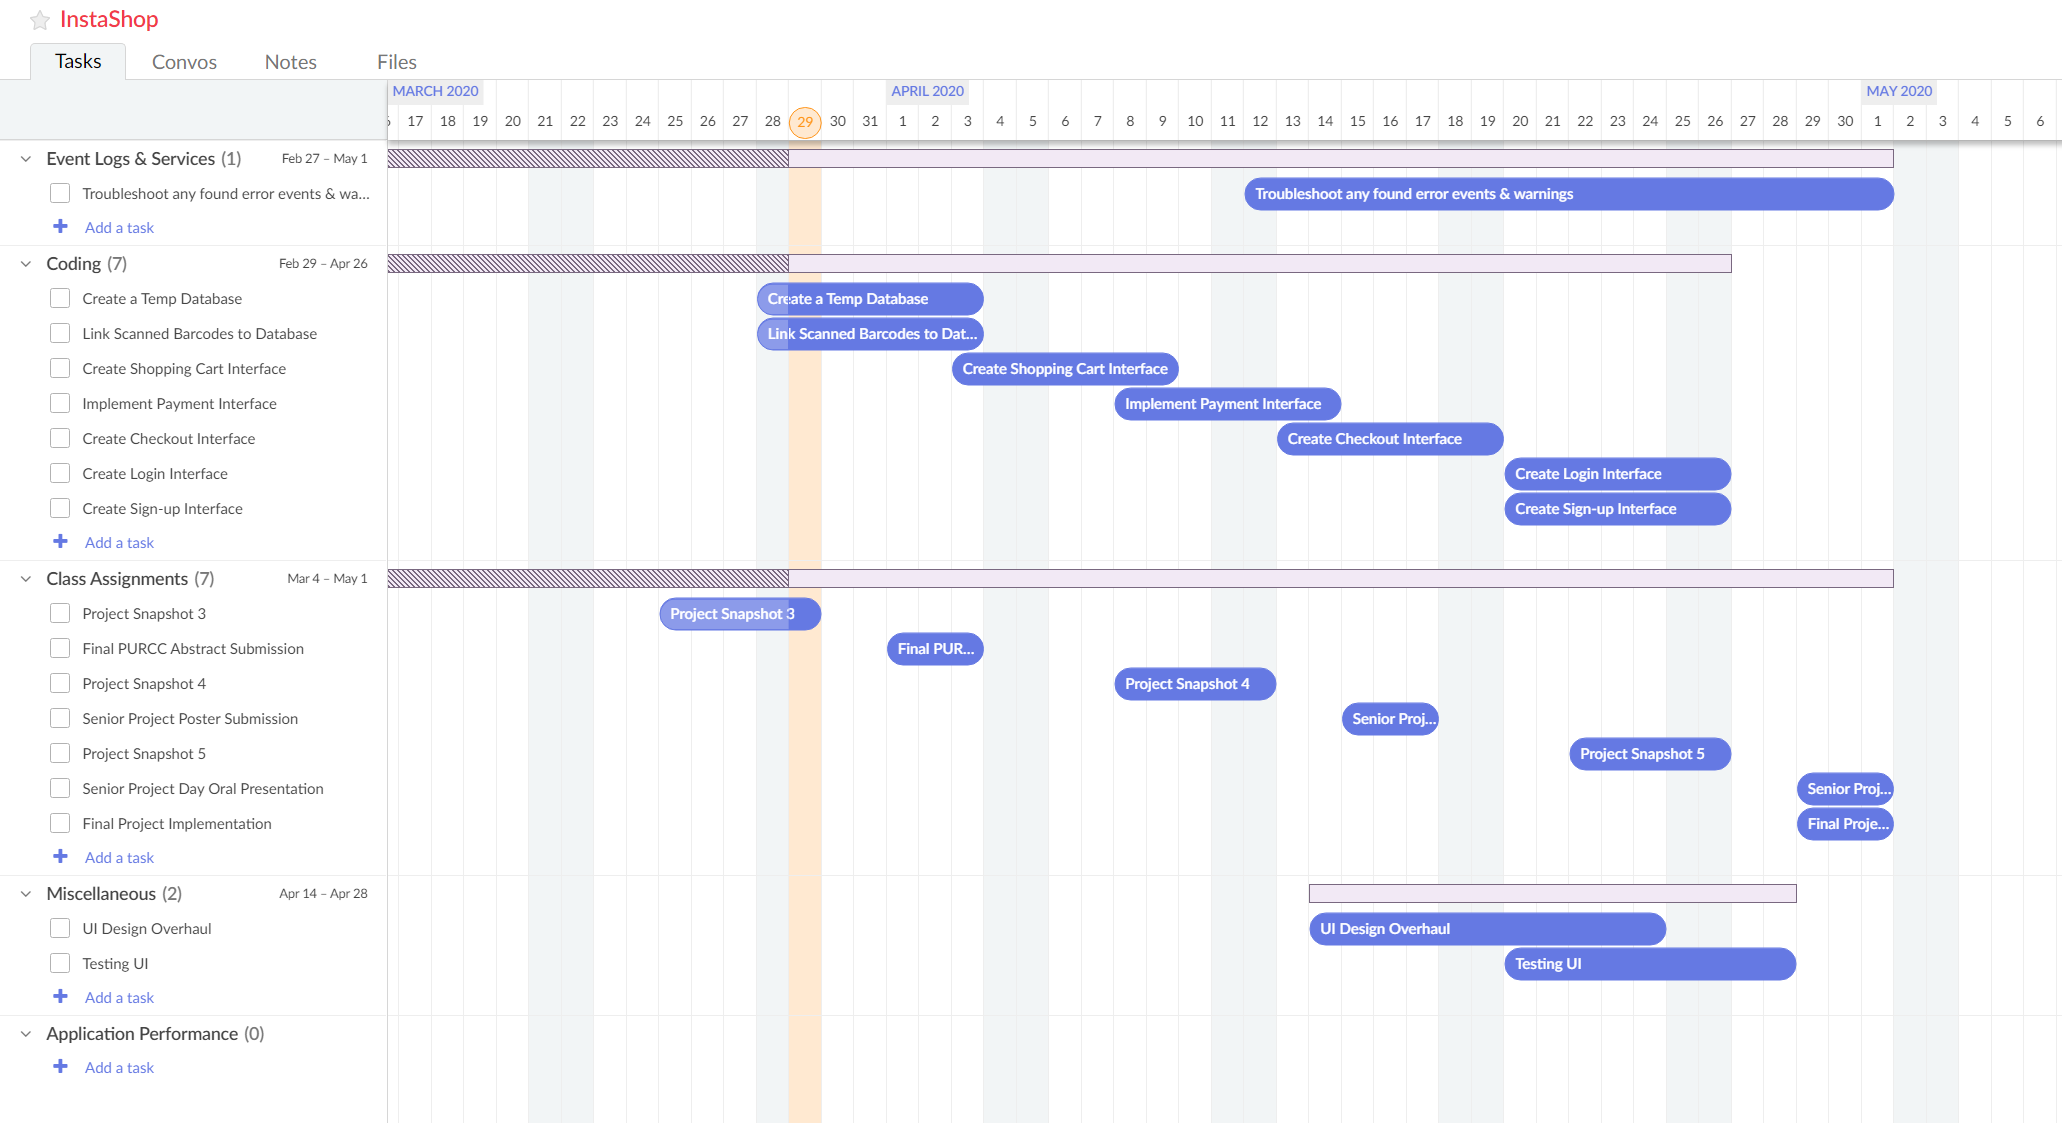 InstaShop
Tasks Convos Notes Files
MARCH 2020 APRIL 2020 MAY 2020
17 18 19 20 21 22 23 24 25 26 27 28 29 30 31 1 2 3 4 5 6 7 8 9 10 11 12 13 14 15 16 17 18 19 20 21 22 23 24 25 26 27 28 29 30 1 2 3 4 5 6
Event Logs & Services (1) Feb 27 – May 1
Troubleshoot any found error events & wa... Troubleshoot any found error events & warnings
Add a task
Coding (7) Feb 29 – Apr 26
Create a Temp Database Create a Temp Database
Link Scanned Barcodes to Database Link Scanned Barcodes to Dat...
Create Shopping Cart Interface Create Shopping Cart Interface
Implement Payment Interface Implement Payment Interface
Create Checkout Interface Create Checkout Interface
Create Login Interface Create Login Interface
Create Sign-up Interface Create Sign-up Interface
Add a task
Class Assignments (7) Mar 4 – May 1
Project Snapshot 3 Project Snapshot 3
Final PURCC Abstract Submission Final PUR...
Project Snapshot 4 Project Snapshot 4
Senior Project Poster Submission Senior Proj...
Project Snapshot 5 Project Snapshot 5
Senior Project Day Oral Presentation Senior Proj...
Final Project Implementation Final Proje...
Add a task
Miscellaneous (2) Apr 14 – Apr 28
UI Design Overhaul UI Design Overhaul
Testing UI Testing UI
Add a task
Application Performance (0)
Add a task